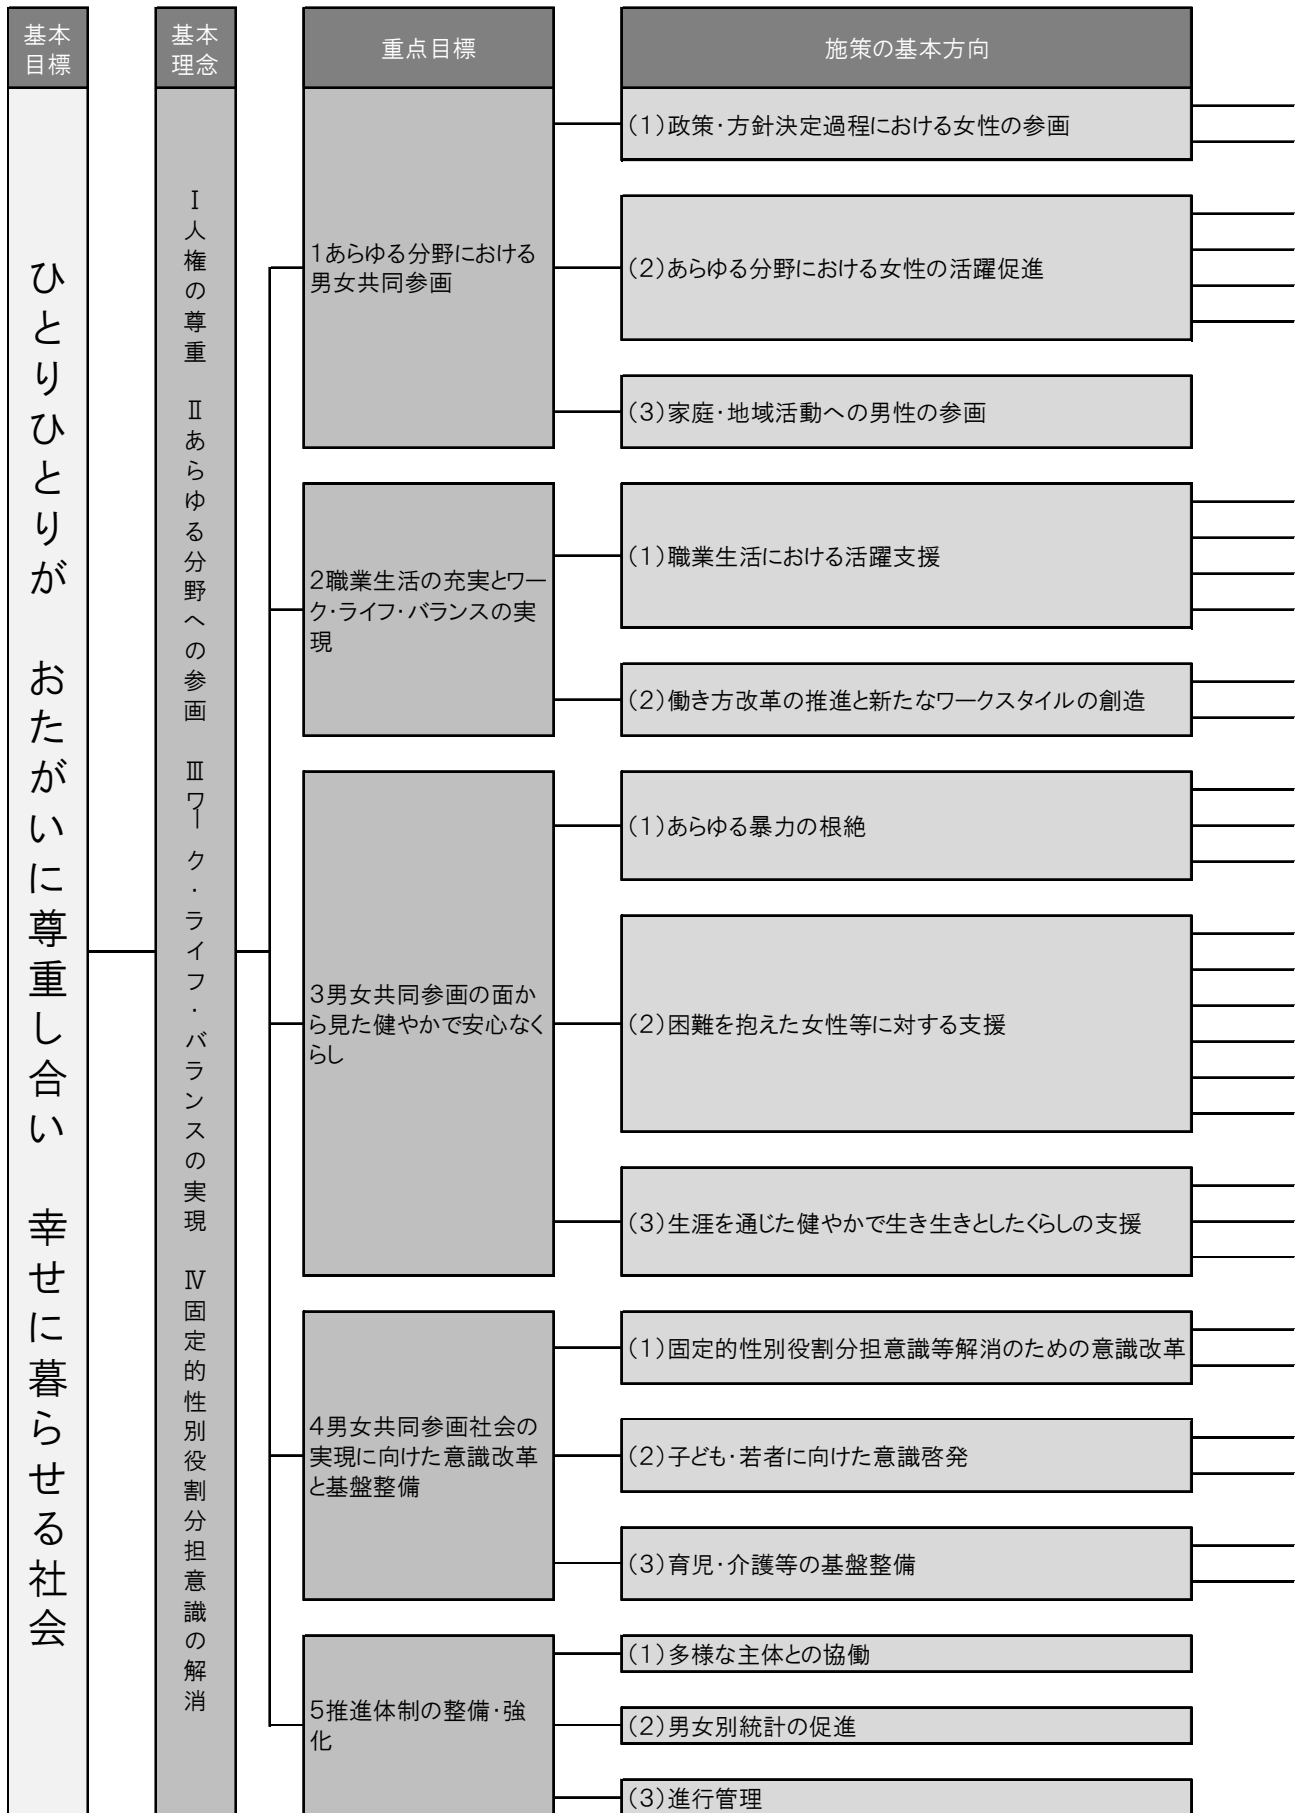 基本
目標
基本
理念
重点目標
施策の基本方向
ひとりひとりが　おたがいに尊重し合い　幸せに暮らせる社会
Ⅰ人権の尊重　Ⅱあらゆる分野への参画　Ⅲワーク・ライフ・バランスの実現　Ⅳ固定的性別役割分担意識の解消
1あらゆる分野における
男女共同参画
(1)政策・方針決定過程における女性の参画
(2)あらゆる分野における女性の活躍促進
(3)家庭・地域活動への男性の参画
2職業生活の充実とワー
ク・ライフ・バランスの実
現
(1)職業生活における活躍支援
(2)働き方改革の推進と新たなワークスタイルの創造
3男女共同参画の面か
ら見た健やかで安心なく
らし
(1)あらゆる暴力の根絶
(2)困難を抱えた女性等に対する支援
(3)生涯を通じた健やかで生き生きとしたくらしの支援
4男女共同参画社会の
実現に向けた意識改革
と基盤整備
(1)固定的性別役割分担意識等解消のための意識改革
(2)子ども・若者に向けた意識啓発
(3)育児・介護等の基盤整備
5推進体制の整備・強
化
(1)多様な主体との協働
(2)男女別統計の促進
(3)進行管理